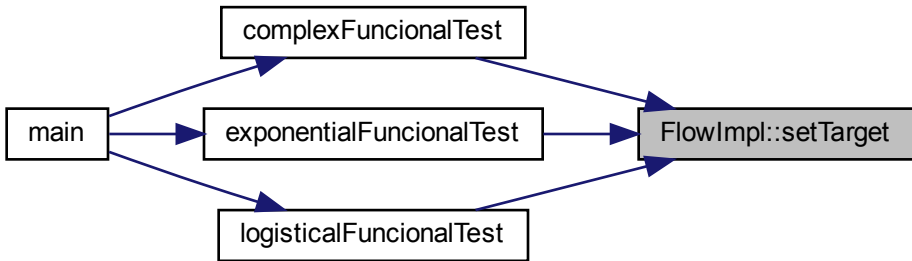 complexFuncionalTest
main
exponentialFuncionalTest
FlowImpl::setTarget
logisticalFuncionalTest